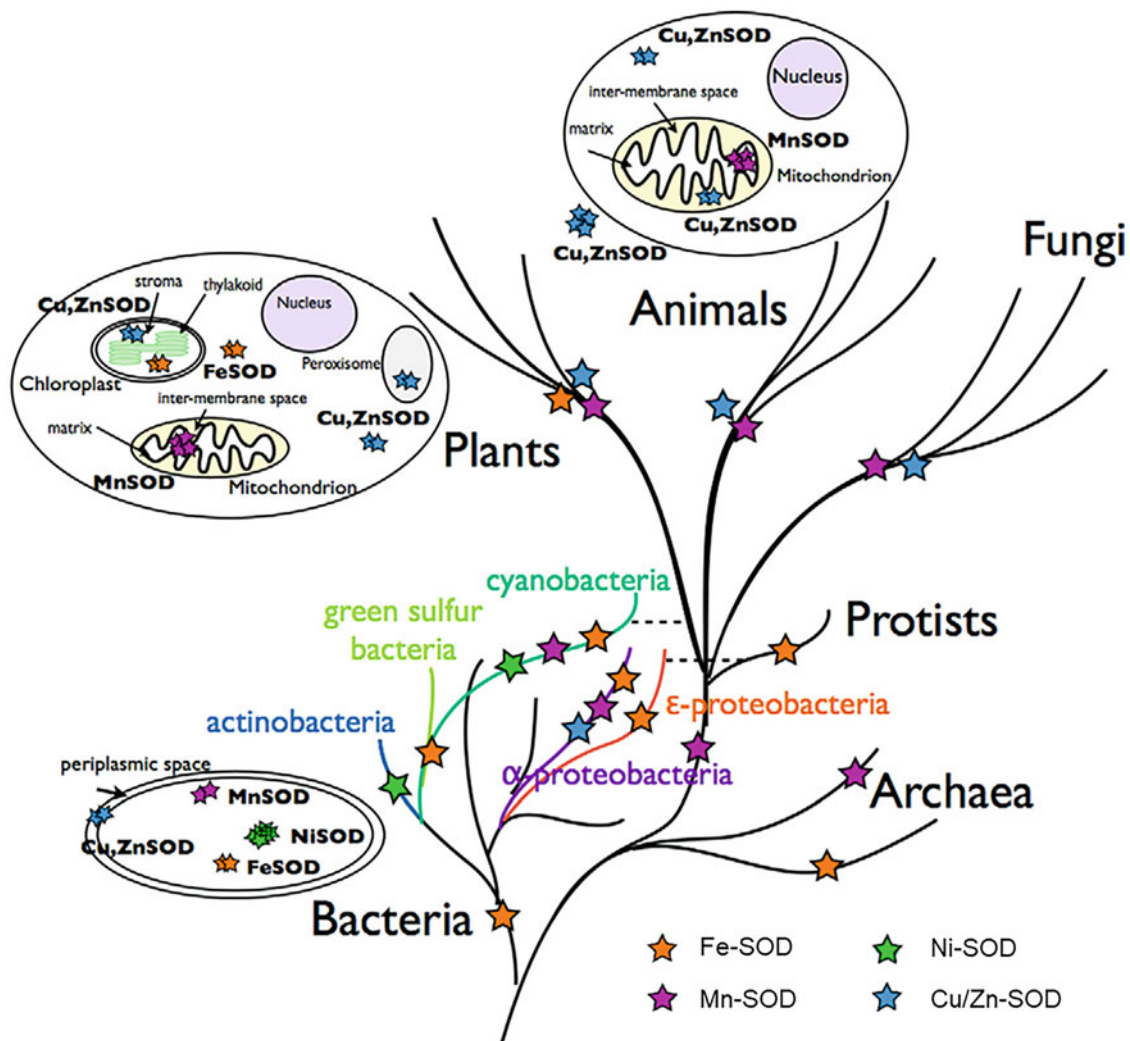 Cu,ZnSOD
Nucleus
inter-membrane space
matrix
MnSOD
Mitochondrion
Cu,ZnSOD
Cu,ZnSOD
Fungi
Animals
Cu,ZnSOD
stroma
thylakoid
Nucleus
Peroxisome
FeSOD
Chloroplast
inter-membrane space
Cu,ZnSOD
matrix
MnSOD
Mitochondrion
Plants
cyanobacteria
green sulfur
bacteria
Protists
actinobacteria
ε-proteobacteria
α-proteobacteria
periplasmic space
MnSOD
Cu,ZnSOD
NiSOD
FeSOD
Archaea
Bacteria
Fe-SOD
Ni-SOD
Mn-SOD
Cu/Zn-SOD